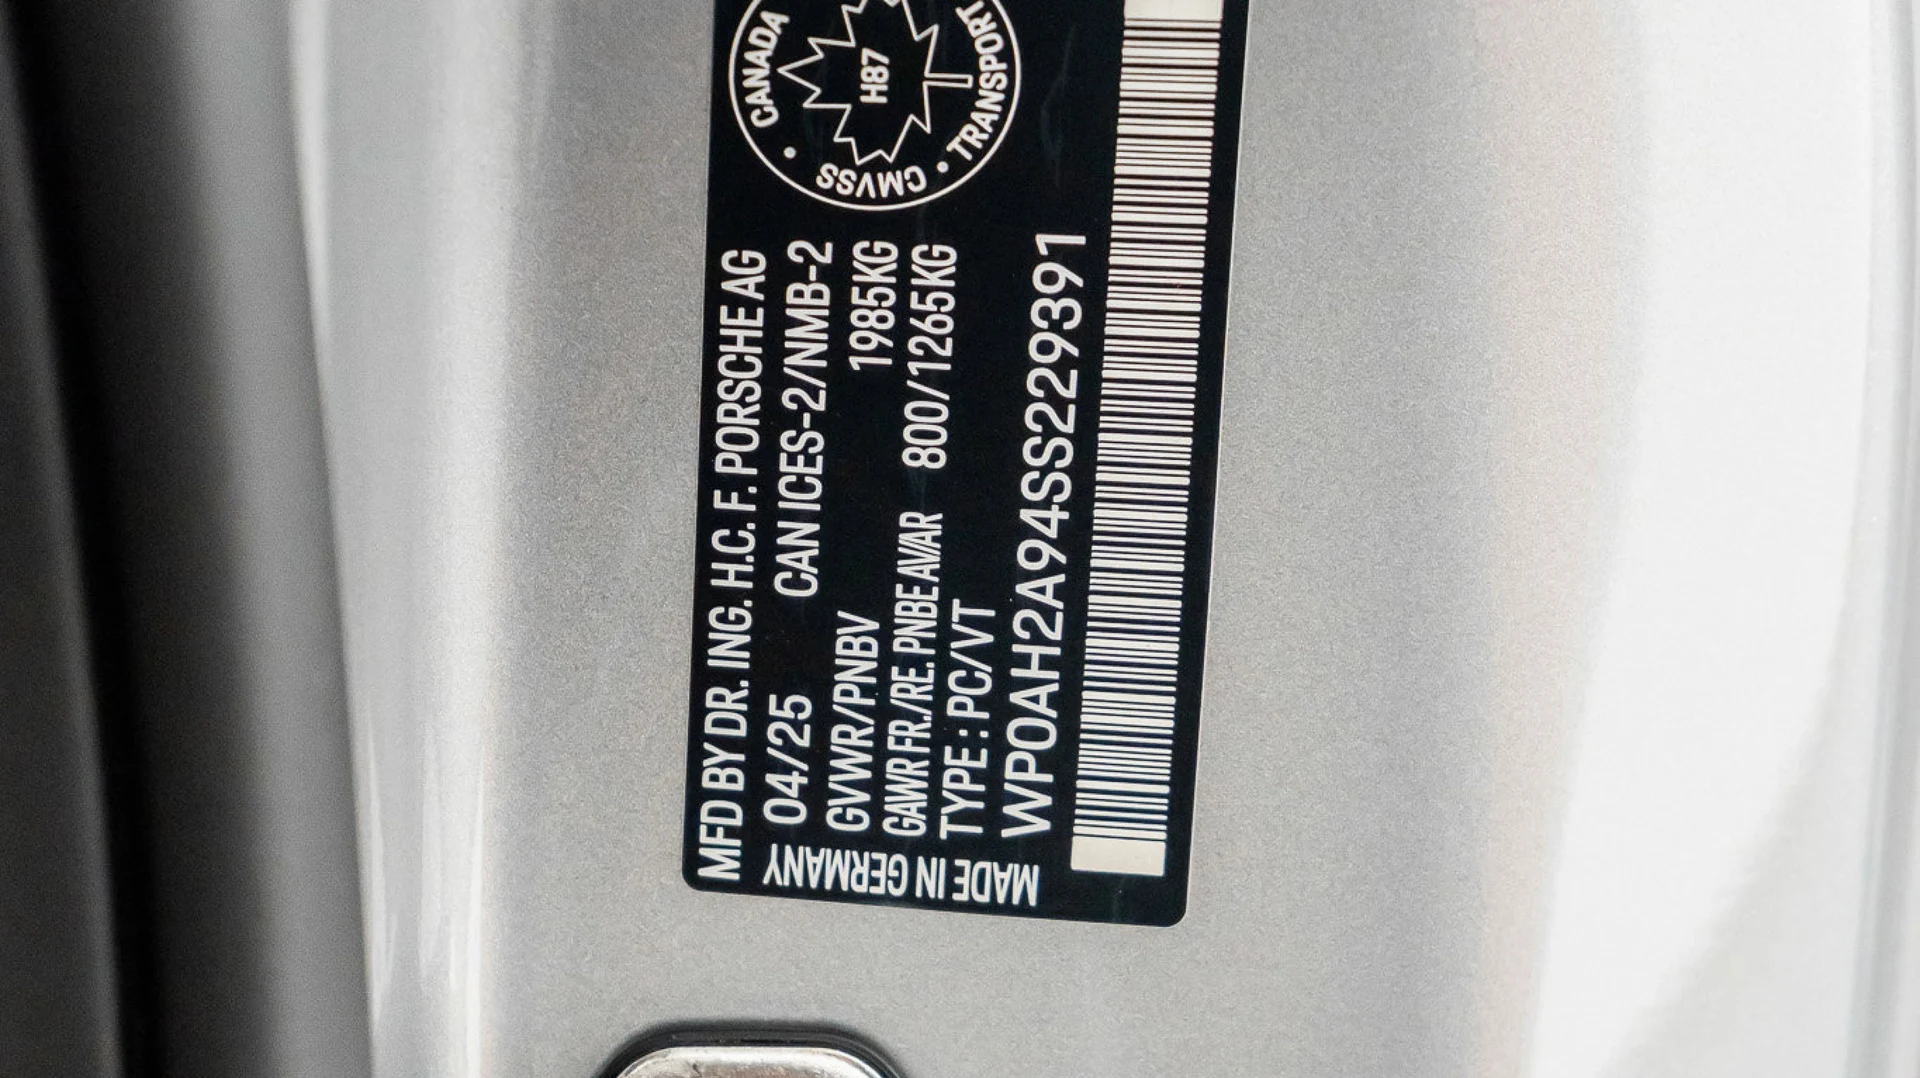 CANADA • TRANSPORT • CMVSS
H87
MFD BY DR. ING. H.C. F. PORSCHE AG
04/25 CAN ICES-2/NMB-2
GVWR/PNBV 1985KG
GAWR FR./RE. PNBE AV/AR 800/1265KG
TYPE : PC/VT
WP0AH2A94SS229391
MADE IN GERMANY